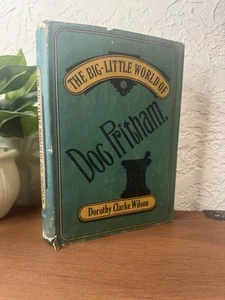 THE BIG-LITTLE WORLD OF
Doc Pritham
Dorothy Clarke Wilson